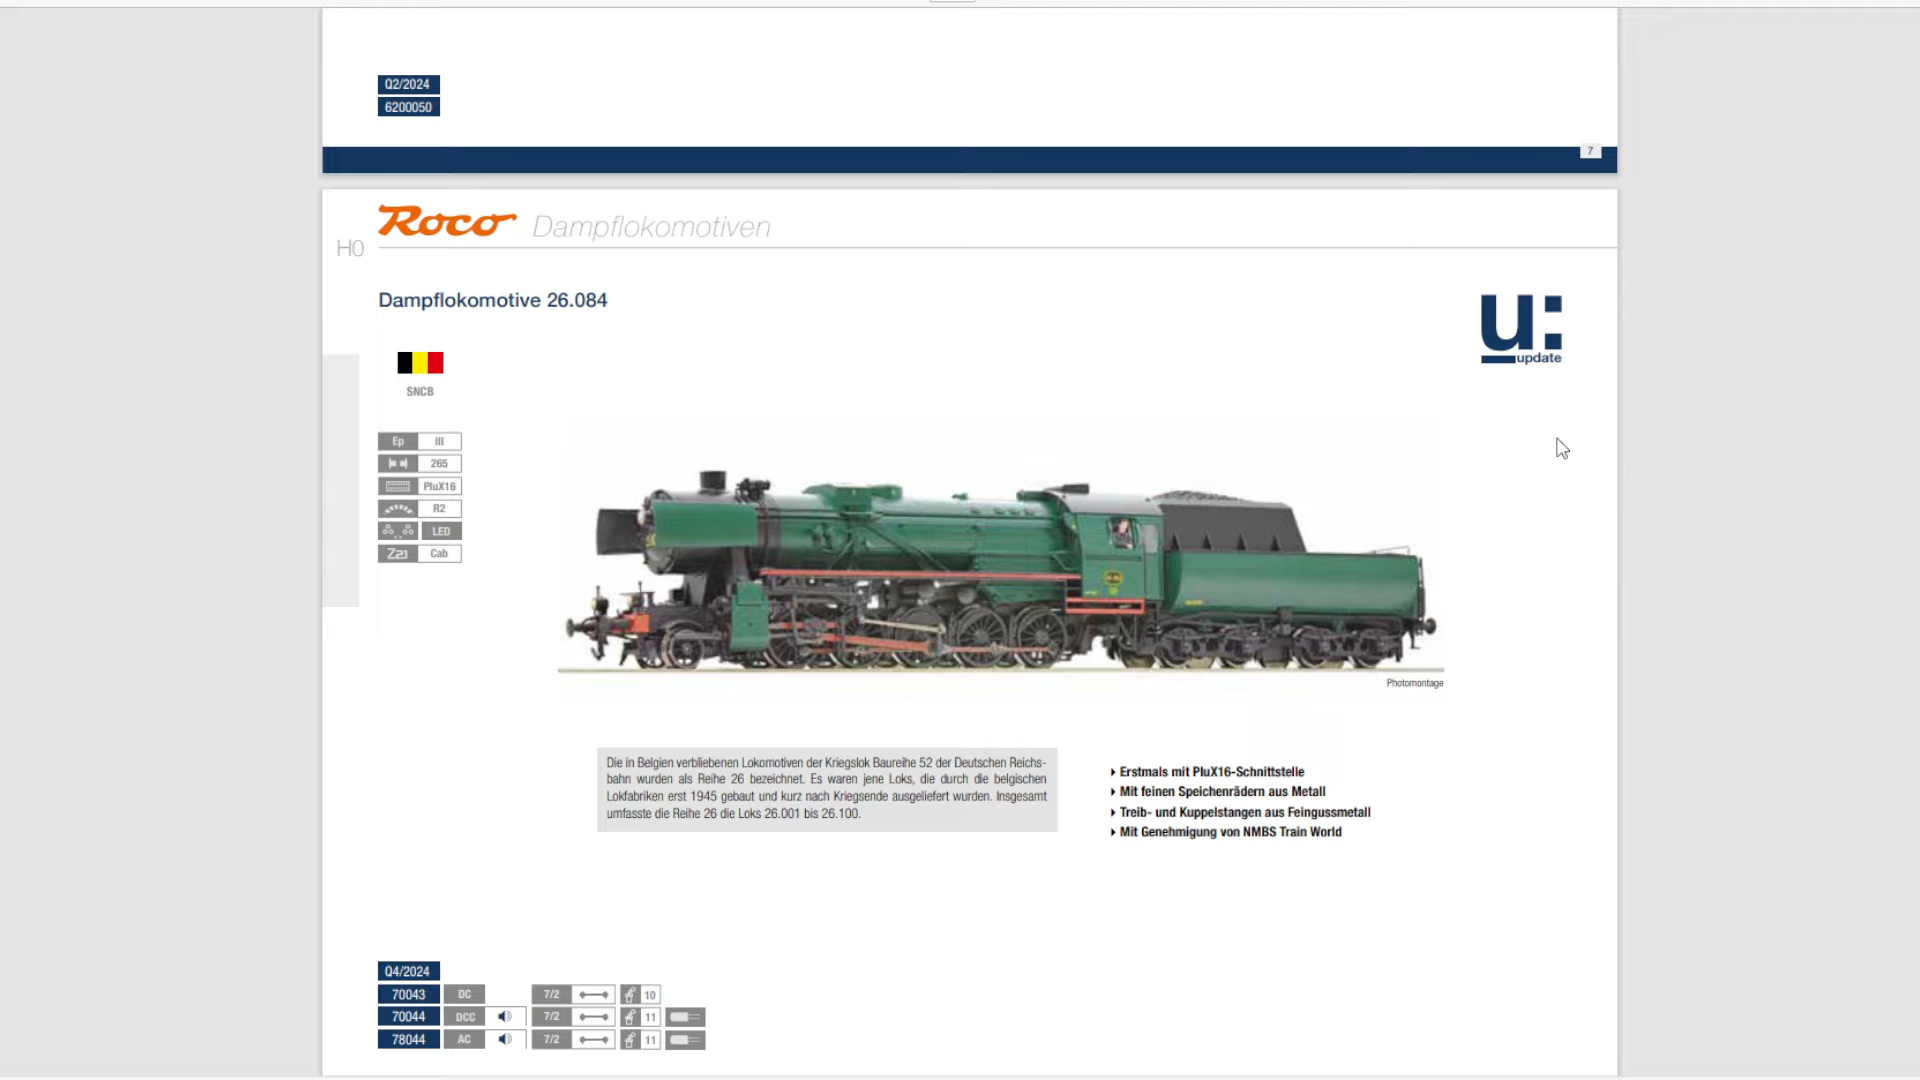 Q2/2024
6200050
7
Roco Dampflokomotiven
H0
Dampflokomotive 26.084
u:
update
SNCB
Ep III
265
PluX16
R2
LED
Z21 Cab
Photomontage
Die in Belgien verbliebenen Lokomotiven der Kriegslok Baureihe 52 der Deutschen Reichs-
bahn wurden als Reihe 26 bezeichnet. Es waren jene Loks, die durch die belgischen
Lokfabriken erst 1945 gebaut und kurz nach Kriegsende ausgeliefert wurden. Insgesamt
umfasste die Reihe 26 die Loks 26.001 bis 26.100.
Erstmals mit PluX16-Schnittstelle
Mit feinen Speichenrädern aus Metall
Treib- und Kuppelstangen aus Feingussmetall
Mit Genehmigung von NMBS Train World
Q4/2024
70043 DC 7/2 10
70044 DCC 7/2 11
78044 AC 7/2 11